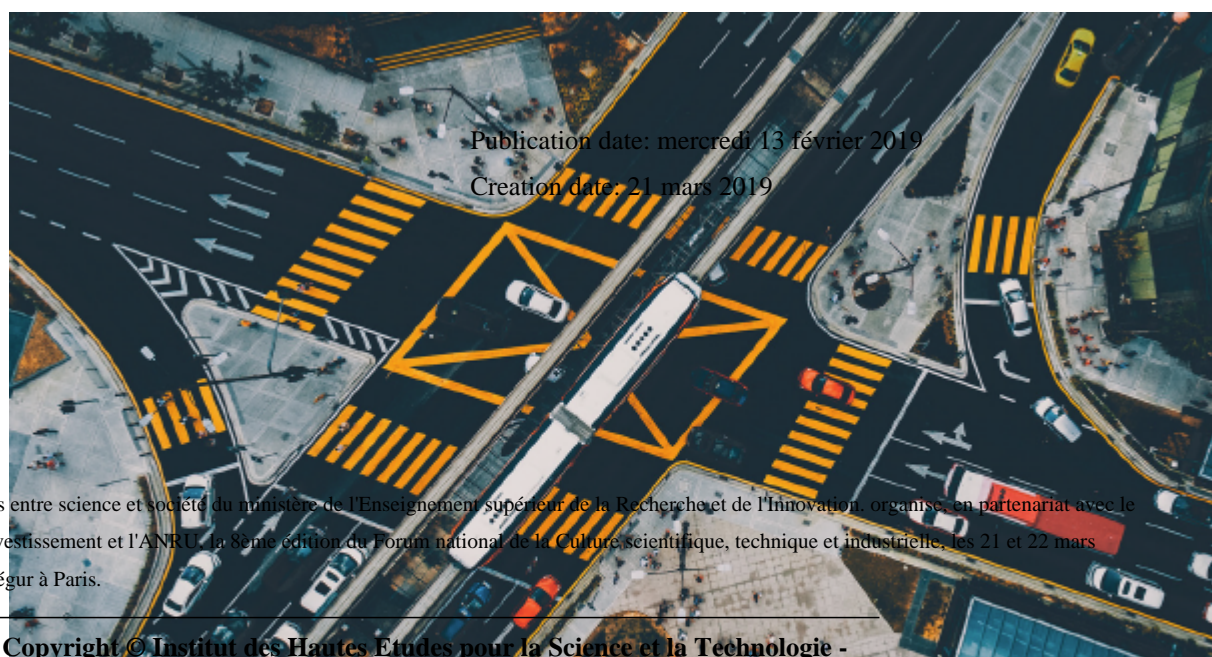 Publication date: mercredi 13 février 2019
Creation date: 21 mars 2019
s entre science et société du ministère de l'Enseignement supérieur de la Recherche et de l'Innovation. organise, en partenariat avec le
vestissement et l'ANRU, la 8ème édition du Forum national de la Culture scientifique, technique et industrielle, les 21 et 22 mars
égur à Paris.
Copyright © Institut des Hautes Etudes pour la Science et la Technologie -